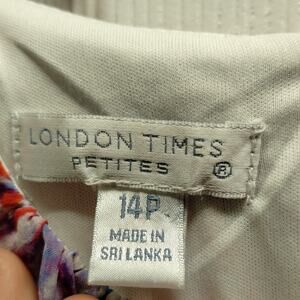 LONDON TIMES
PETITES ®
14P
MADE IN
SRI LANKA